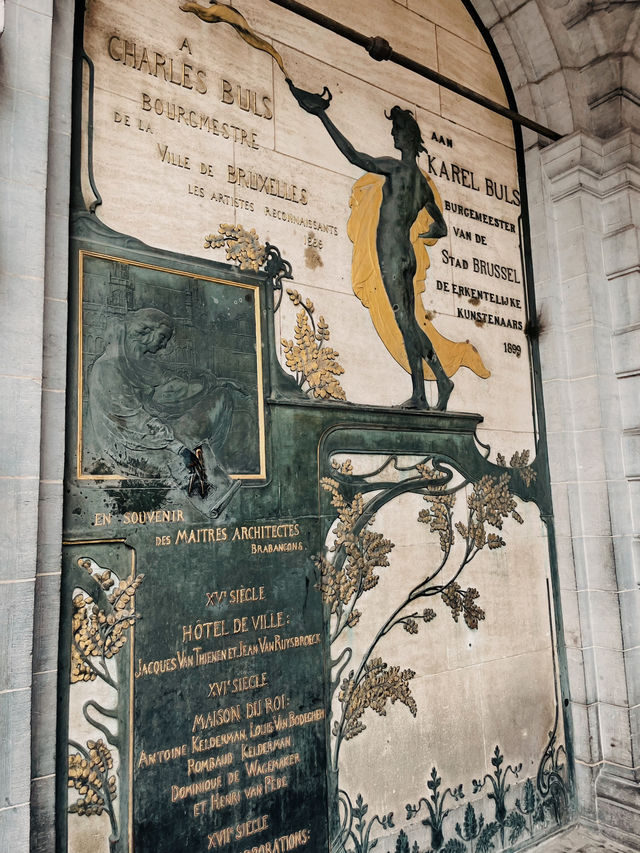 A
CHARLES BULS
BOURGMESTRE
DE LA
VILLE DE BRUXELLES
LES ARTISTES RECONNAISSANTS
1899
AAN
KAREL BULS
BURGEMEESTER
VAN DE
STAD BRUSSEL
DE ERKENTELIJKE
KUNSTENAARS
1899
EN SOUVENIR
DES MAITRES ARCHITECTES
BRABANÇONS
XVᴱ SIÈCLE
HÔTEL DE VILLE:
JACQUES VAN THIENEN ET JEAN VAN RUYSBROECK
XVIᴱ SIECLE
MAISON DU ROI:
ANTOINE KELDERMAN, LOUIS VAN BODEGHEM
ROMBAUD KELDERMAN
DOMINIQUE DE WAGEMAKER
ET HENRI VAN PÈDE
XVIIᴱ SIÈCLE